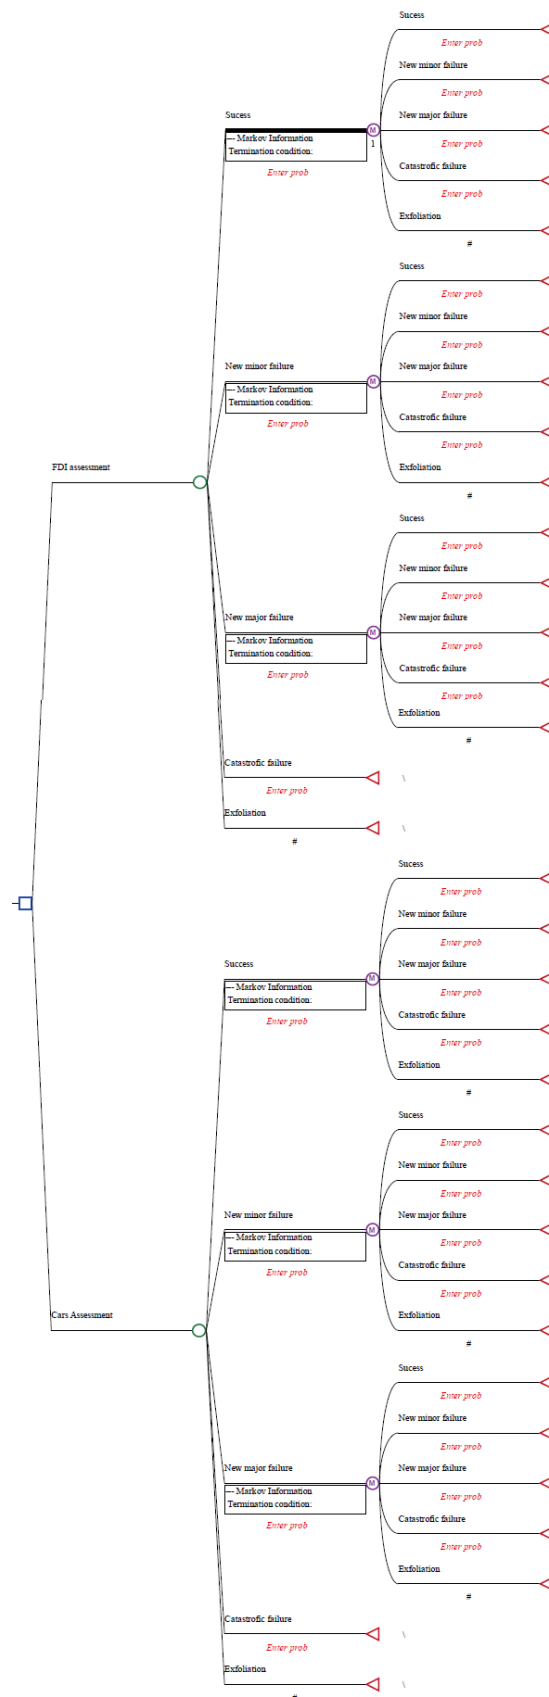 Sucess
Enter prob
New minor failure
Enter prob
Sucess
New major failure
M
--- Markov Information
1
Enter prob
Termination condition:
Catastrofic failure
Enter prob
Enter prob
Exfoliation
#
Sucess
Enter prob
New minor failure
Enter prob
New minor failure
New major failure
M
--- Markov Information
Enter prob
Termination condition:
Catastrofic failure
Enter prob
Enter prob
FDI assessment
Exfoliation
#
Sucess
Enter prob
New minor failure
Enter prob
New major failure
New major failure
M
--- Markov Information
Enter prob
Termination condition:
Catastrofic failure
Enter prob
Enter prob
Exfoliation
#
Catastrofic failure
\
Enter prob
Exfoliation
\
#
Sucess
Enter prob
New minor failure
Enter prob
Success
New major failure
M
--- Markov Information
Enter prob
Termination condition:
Catastrofic failure
Enter prob
Enter prob
Exfoliation
#
Sucess
Enter prob
New minor failure
Enter prob
New minor failure
New major failure
M
--- Markov Information
Enter prob
Termination condition:
Catastrofic failure
Enter prob
Enter prob
Cars Assessment
Exfoliation
#
Sucess
Enter prob
New minor failure
Enter prob
New major failure
New major failure
M
--- Markov Information
Enter prob
Termination condition:
Catastrofic failure
Enter prob
Enter prob
Exfoliation
#
Catastrofic failure
\
Enter prob
Exfoliation
\
#